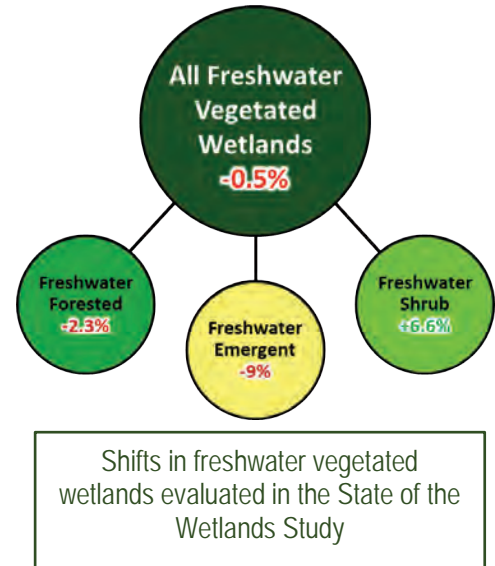 All Freshwater
Vegetated
Wetlands
-0.5%
Freshwater
Forested
-2.3%
Freshwater
Emergent
-9%
Freshwater
Shrub
+6.6%
Shifts in freshwater vegetated
wetlands evaluated in the State of the
Wetlands Study